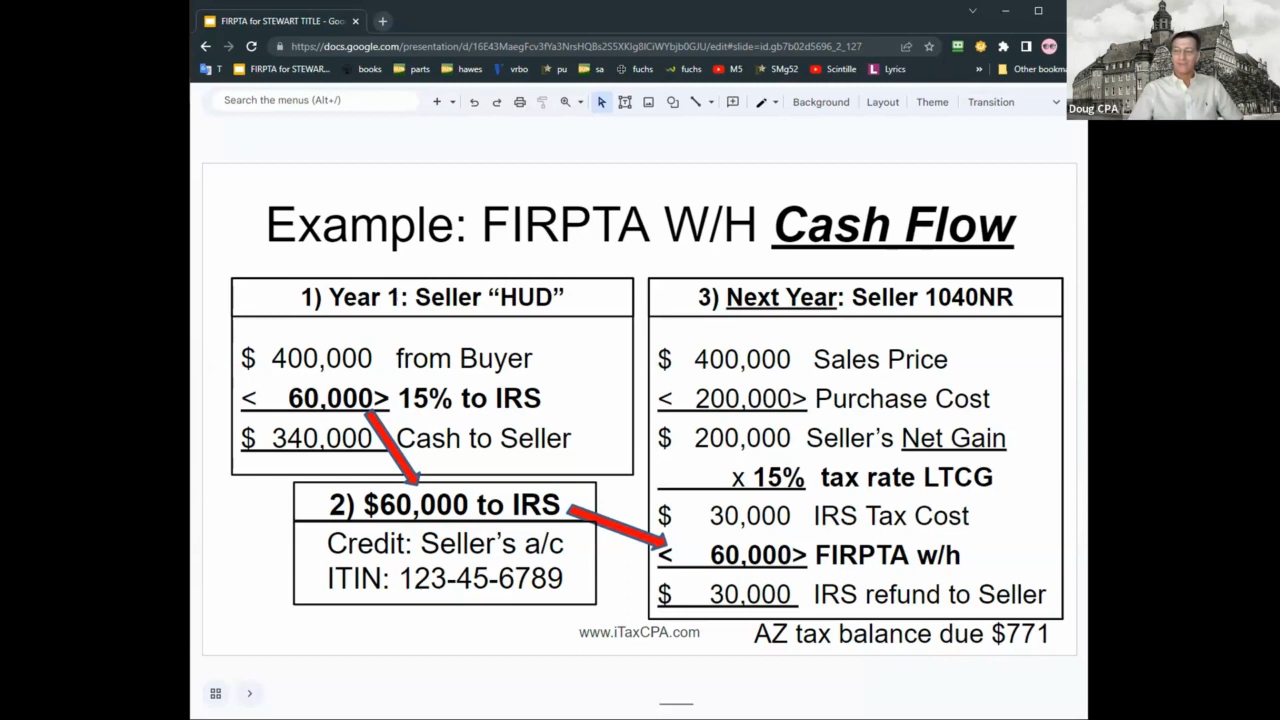 FIRPTA for STEWART TITLE - Goo
https://docs.google.com/presentation/d/16E43MaegFcv3fYa3NrsHQBs2S5XKIg8ICiWYbjb0GJU/edit#slide=id.gb7b02d5696_2_127
T FIRPTA for STEWAR... books parts hawes vrbo pu sa fuchs fuchs M5 SMg52 Scintille Lyrics » Other bookma
Doug CPA
Search the menus (Alt+/) Background Layout Theme Transition
Example: FIRPTA W/H Cash Flow
1) Year 1: Seller “HUD”
$ 400,000 from Buyer
< 60,000> 15% to IRS
$ 340,000 Cash to Seller
2) $60,000 to IRS
Credit: Seller’s a/c
ITIN: 123-45-6789
3) Next Year: Seller 1040NR
$ 400,000 Sales Price
< 200,000> Purchase Cost
$ 200,000 Seller’s Net Gain
x 15% tax rate LTCG
$ 30,000 IRS Tax Cost
< 60,000> FIRPTA w/h
$ 30,000 IRS refund to Seller
www.iTaxCPA.com
AZ tax balance due $771